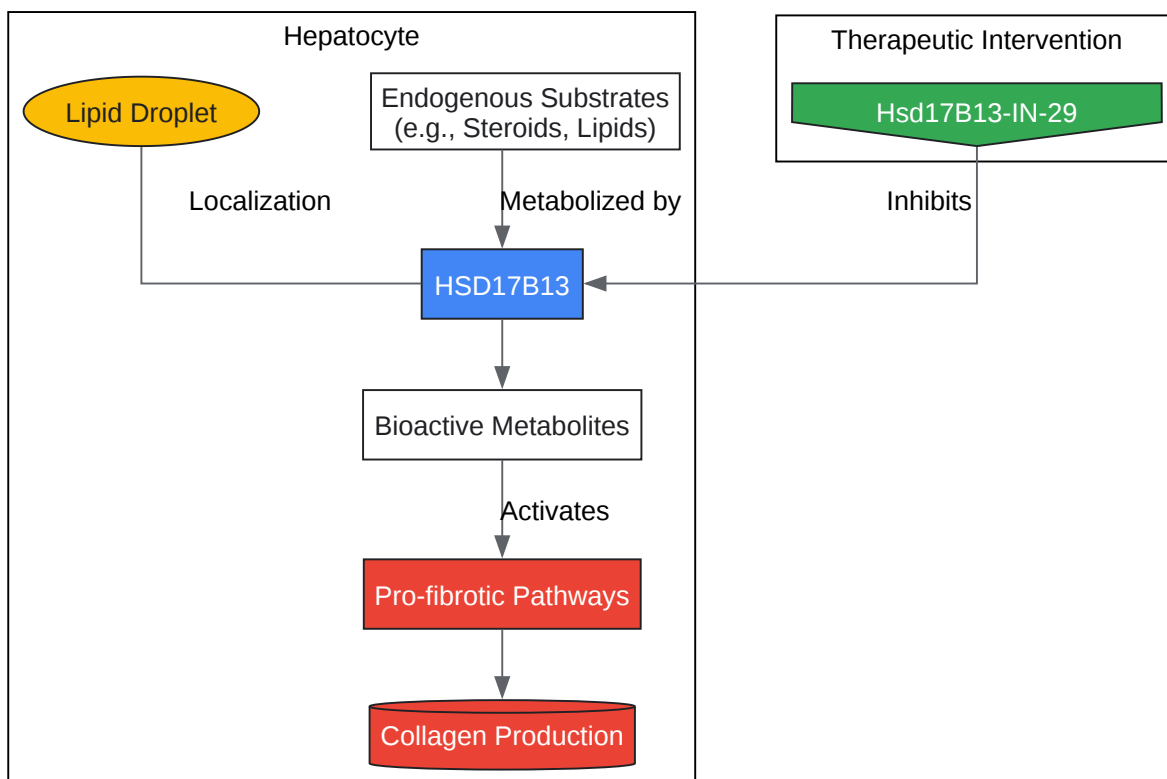 Hepatocyte
Therapeutic Intervention
Lipid Droplet
Endogenous Substrates
(e.g., Steroids, Lipids)
Hsd17B13-IN-29
Localization
Metabolized by
Inhibits
HSD17B13
Bioactive Metabolites
Activates
Pro-fibrotic Pathways
Collagen Production